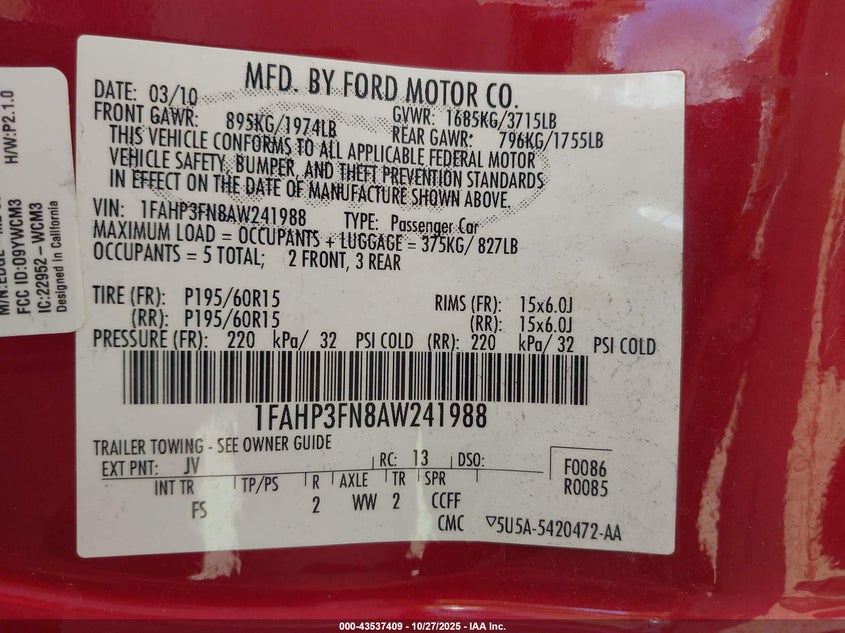 MFD. BY FORD MOTOR CO.
DATE: 03/10 GVWR: 1685KG/3715LB
FRONT GAWR: 895KG/1974LB REAR GAWR: 796KG/1755LB
THIS VEHICLE CONFORMS TO ALL APPLICABLE FEDERAL MOTOR
VEHICLE SAFETY, BUMPER, AND THEFT PREVENTION STANDARDS
IN EFFECT ON THE DATE OF MANUFACTURE SHOWN ABOVE.
VIN: 1FAHP3FN8AW241988 TYPE: Passenger Car
MAXIMUM LOAD = OCCUPANTS + LUGGAGE = 375KG/ 827LB
OCCUPANTS = 5 TOTAL; 2 FRONT, 3 REAR
TIRE (FR): P195/60R15 RIMS (FR): 15x6.0J
(RR): P195/60R15 (RR): 15x6.0J
PRESSURE (FR): 220 kPa/ 32 PSI COLD (RR): 220 kPa/ 32 PSI COLD
1FAHP3FN8AW241988
TRAILER TOWING - SEE OWNER GUIDE
EXT PNT: JV RC: 13 DSO: F0086
INT TR TP/PS R AXLE TR SPR R0085
FS 2 WW 2 CCFF
CMC ▽5U5A-5420472-AA
H/W:P2.1.0
FCC ID:O9YWCM3
IC:22952-WCM3
Designed in California
000-43537409 - 10/27/2025 - IAA Inc.